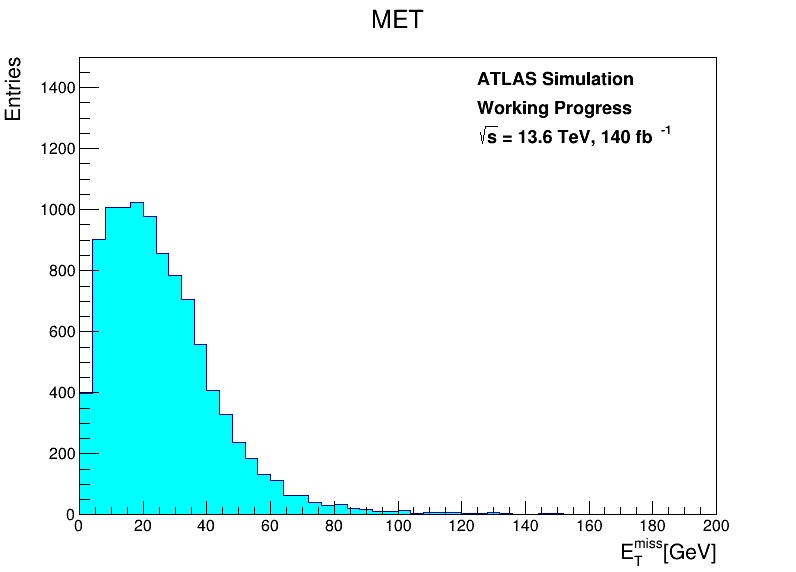 MET
Entries
1400
1200
1000
800
600
400
200
0
ATLAS Simulation
Working Progress
√s = 13.6 TeV, 140 fb⁻¹
0 20 40 60 80 100 120 140 160 180 200
E_T^miss[GeV]